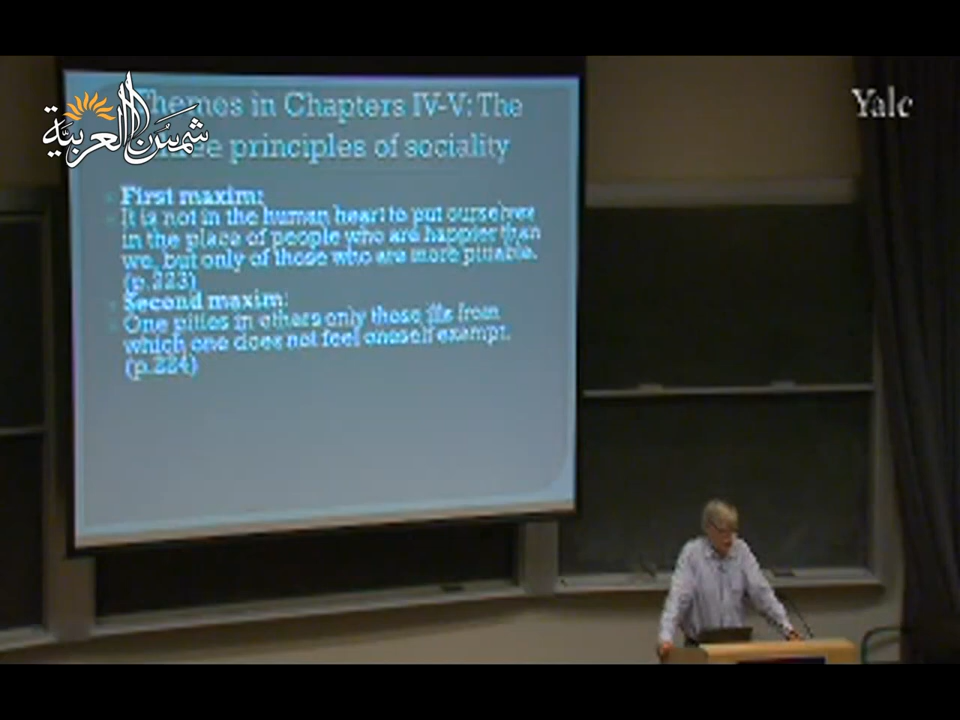 شمس العربية
Yale
Themes in Chapters IV-V: The
principles of sociality
First maxim:
It is not in the human heart to put ourselves
in the place of people who are happier than
we, but only of those who are more pitiable.
(p.223)
Second maxim:
One pities in others only those ills from
which one does not feel oneself exempt.
(p.224)